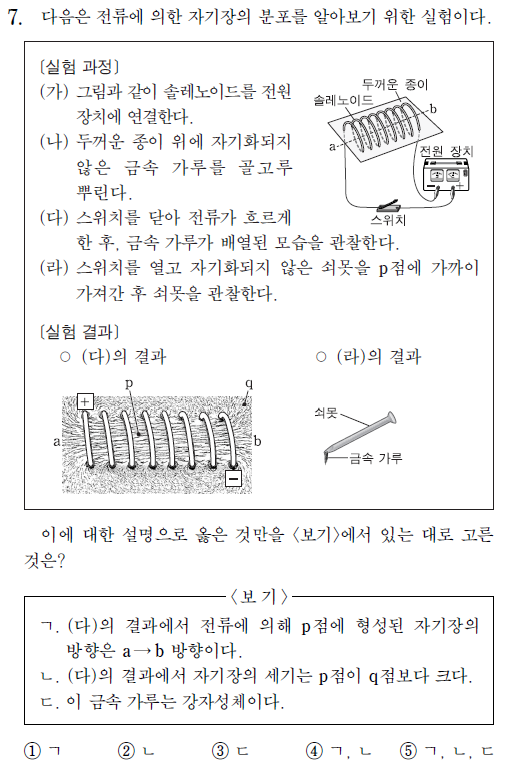 7. 다음은 전류에 의한 자기장의 분포를 알아보기 위한 실험이다.
〔실험 과정〕
(가) 그림과 같이 솔레노이드를 전원
장치에 연결한다.
(나) 두꺼운 종이 위에 자기화되지
않은 금속 가루를 골고루
뿌린다.
(다) 스위치를 닫아 전류가 흐르게
한 후, 금속 가루가 배열된 모습을 관찰한다.
(라) 스위치를 열고 자기화되지 않은 쇠못을 p점에 가까이
가져간 후 쇠못을 관찰한다.
두꺼운 종이
솔레노이드
b
a
전원 장치
- +
스위치
〔실험 결과〕
○ (다)의 결과
○ (라)의 결과
p
q
+
a
b
-
쇠못
금속 가루
이에 대한 설명으로 옳은 것만을 〈보기〉에서 있는 대로 고른
것은?
〈보 기〉
ㄱ. (다)의 결과에서 전류에 의해 p점에 형성된 자기장의
방향은 a→b 방향이다.
ㄴ. (다)의 결과에서 자기장의 세기는 p점이 q점보다 크다.
ㄷ. 이 금속 가루는 강자성체이다.
① ㄱ ② ㄴ ③ ㄷ ④ ㄱ, ㄴ ⑤ ㄱ, ㄴ, ㄷ